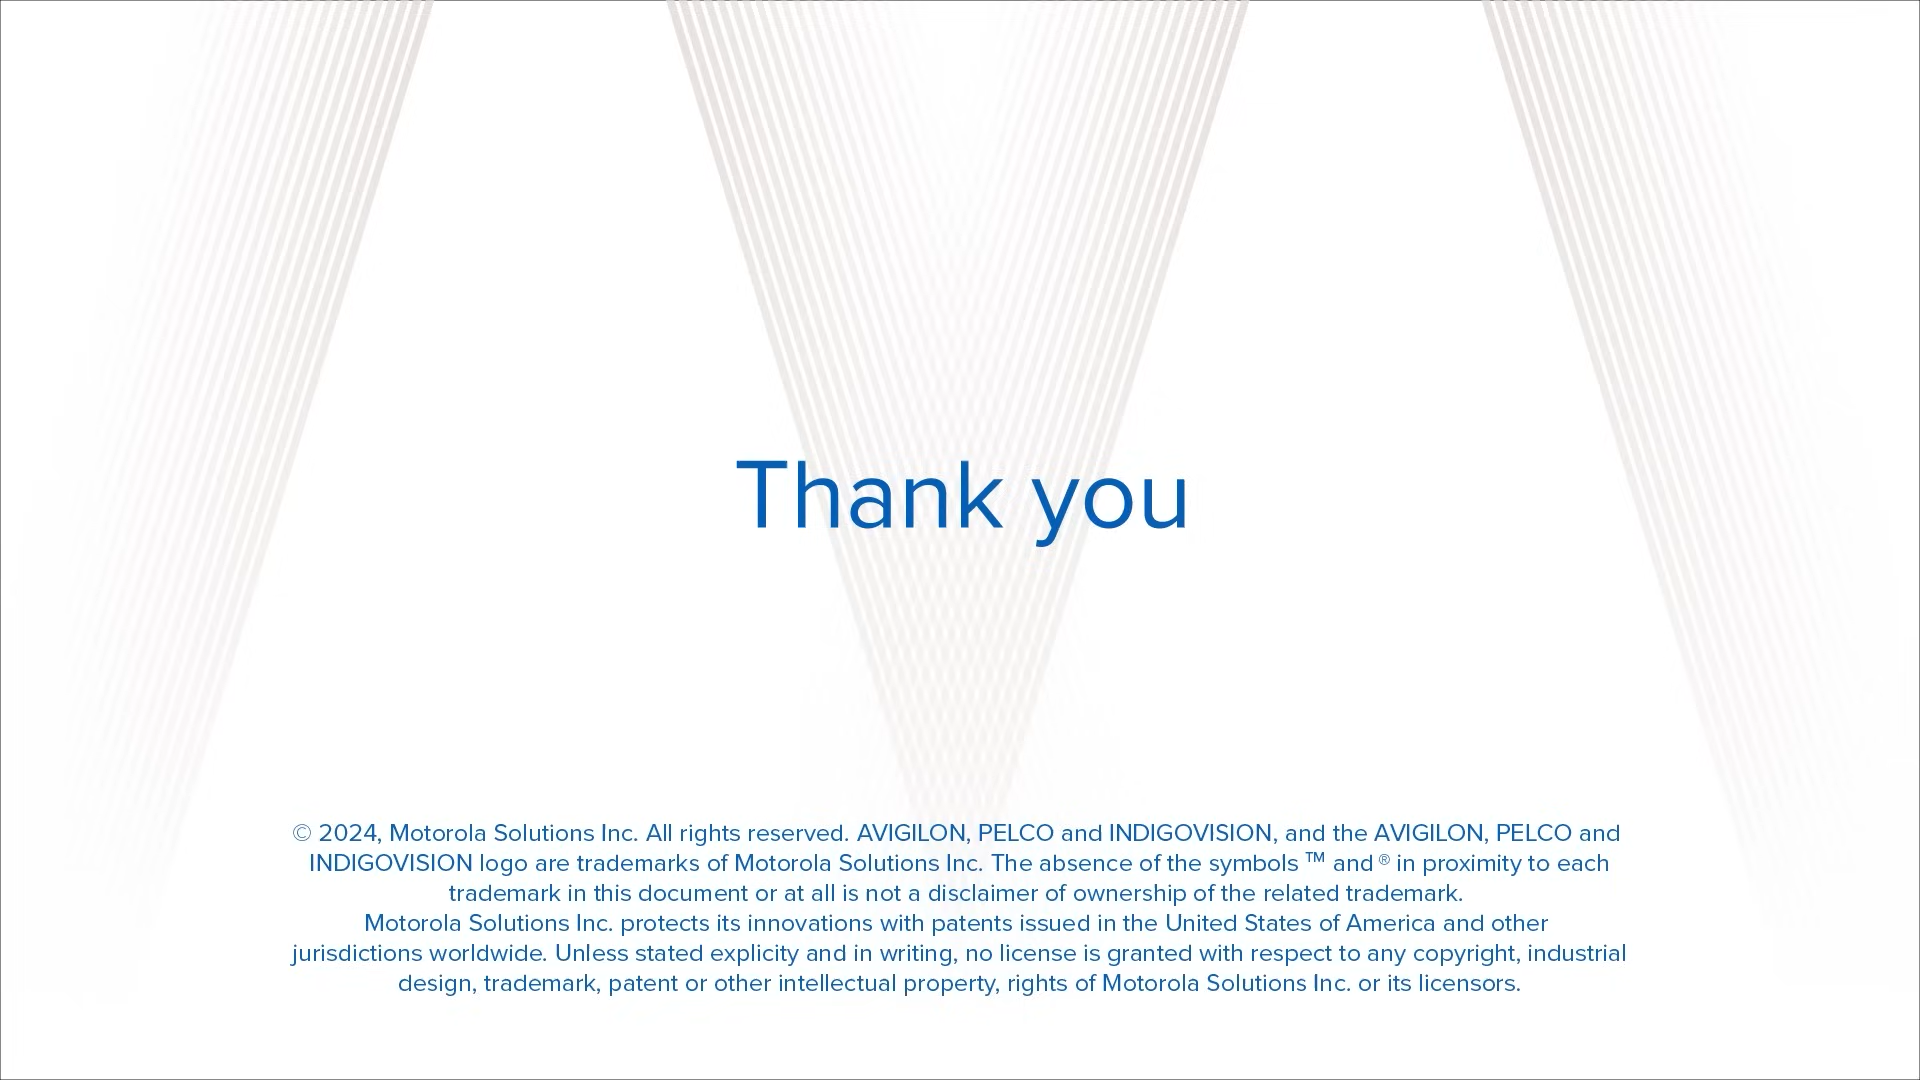 Thank you
© 2024, Motorola Solutions Inc. All rights reserved. AVIGILON, PELCO and INDIGOVISION, and the AVIGILON, PELCO and
INDIGOVISION logo are trademarks of Motorola Solutions Inc. The absence of the symbols ™ and ® in proximity to each
trademark in this document or at all is not a disclaimer of ownership of the related trademark.
Motorola Solutions Inc. protects its innovations with patents issued in the United States of America and other
jurisdictions worldwide. Unless stated explicity and in writing, no license is granted with respect to any copyright, industrial
design, trademark, patent or other intellectual property, rights of Motorola Solutions Inc. or its licensors.